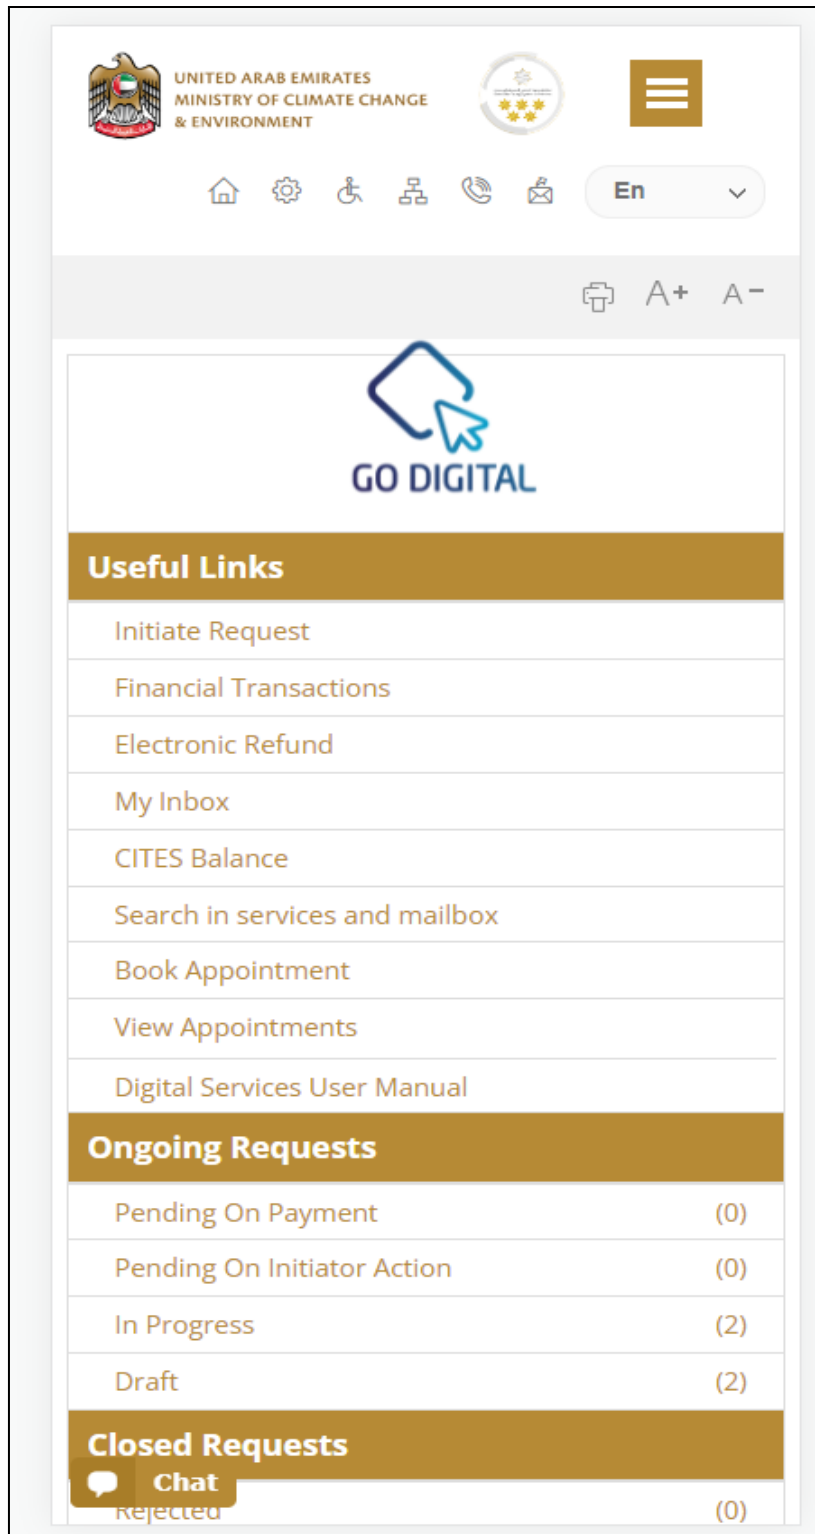 UNITED ARAB EMIRATES
MINISTRY OF CLIMATE CHANGE
& ENVIRONMENT
En
A+ A-
GO DIGITAL
Useful Links
Initiate Request
Financial Transactions
Electronic Refund
My Inbox
CITES Balance
Search in services and mailbox
Book Appointment
View Appointments
Digital Services User Manual
Ongoing Requests
Pending On Payment (0)
Pending On Initiator Action (0)
In Progress (2)
Draft (2)
Closed Requests
Chat
Rejected (0)